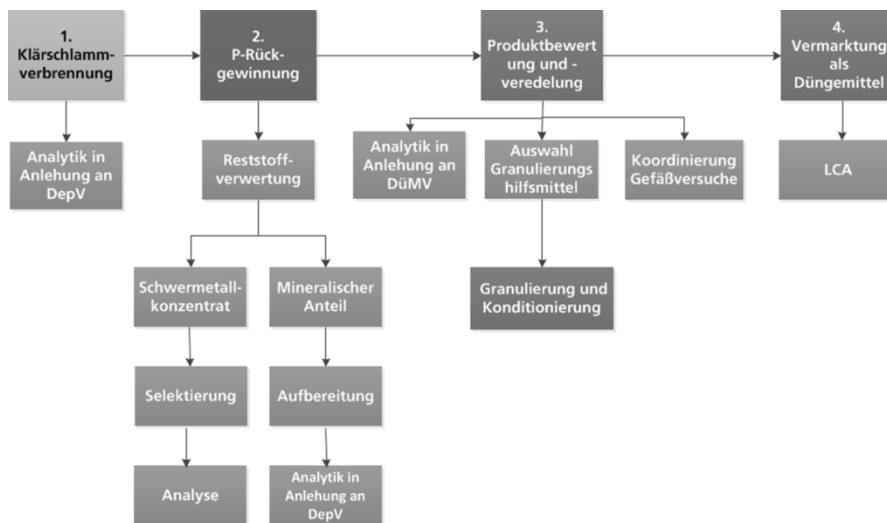 1.
Klärschlamm-
verbrennung
2.
P-Rück-
gewinnung
3.
Produktbewert
ung und -
veredelung
4.
Vermarktung
als
Düngemittel
Analytik in
Anlehung an
DepV
Reststoff-
verwertung
Analytik in
Anlehung an
DüMV
Auswahl
Granulierungs
hilfsmittel
Koordinierung
Gefäßversuche
LCA
Schwermetall-
konzentrat
Mineralischer
Anteil
Granulierung und
Konditionierung
Selektierung
Aufbereitung
Analyse
Analytik in
Anlehung an
DepV